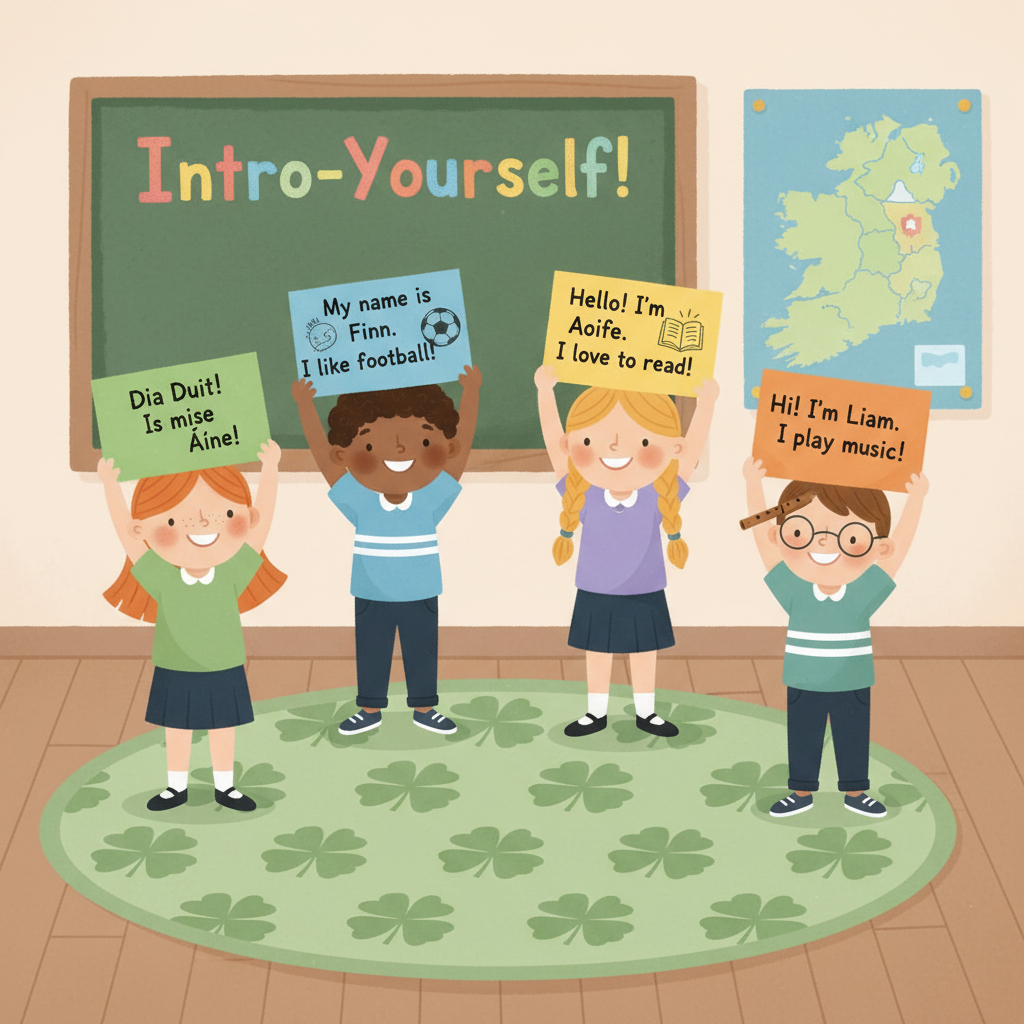 Intro-Yourself!
Dia Duit!
Is mise
Áine!
My name is
Finn.
I like football!
Hello! I'm
Aoife.
I love to read!
Hi! I'm Liam.
I play music!